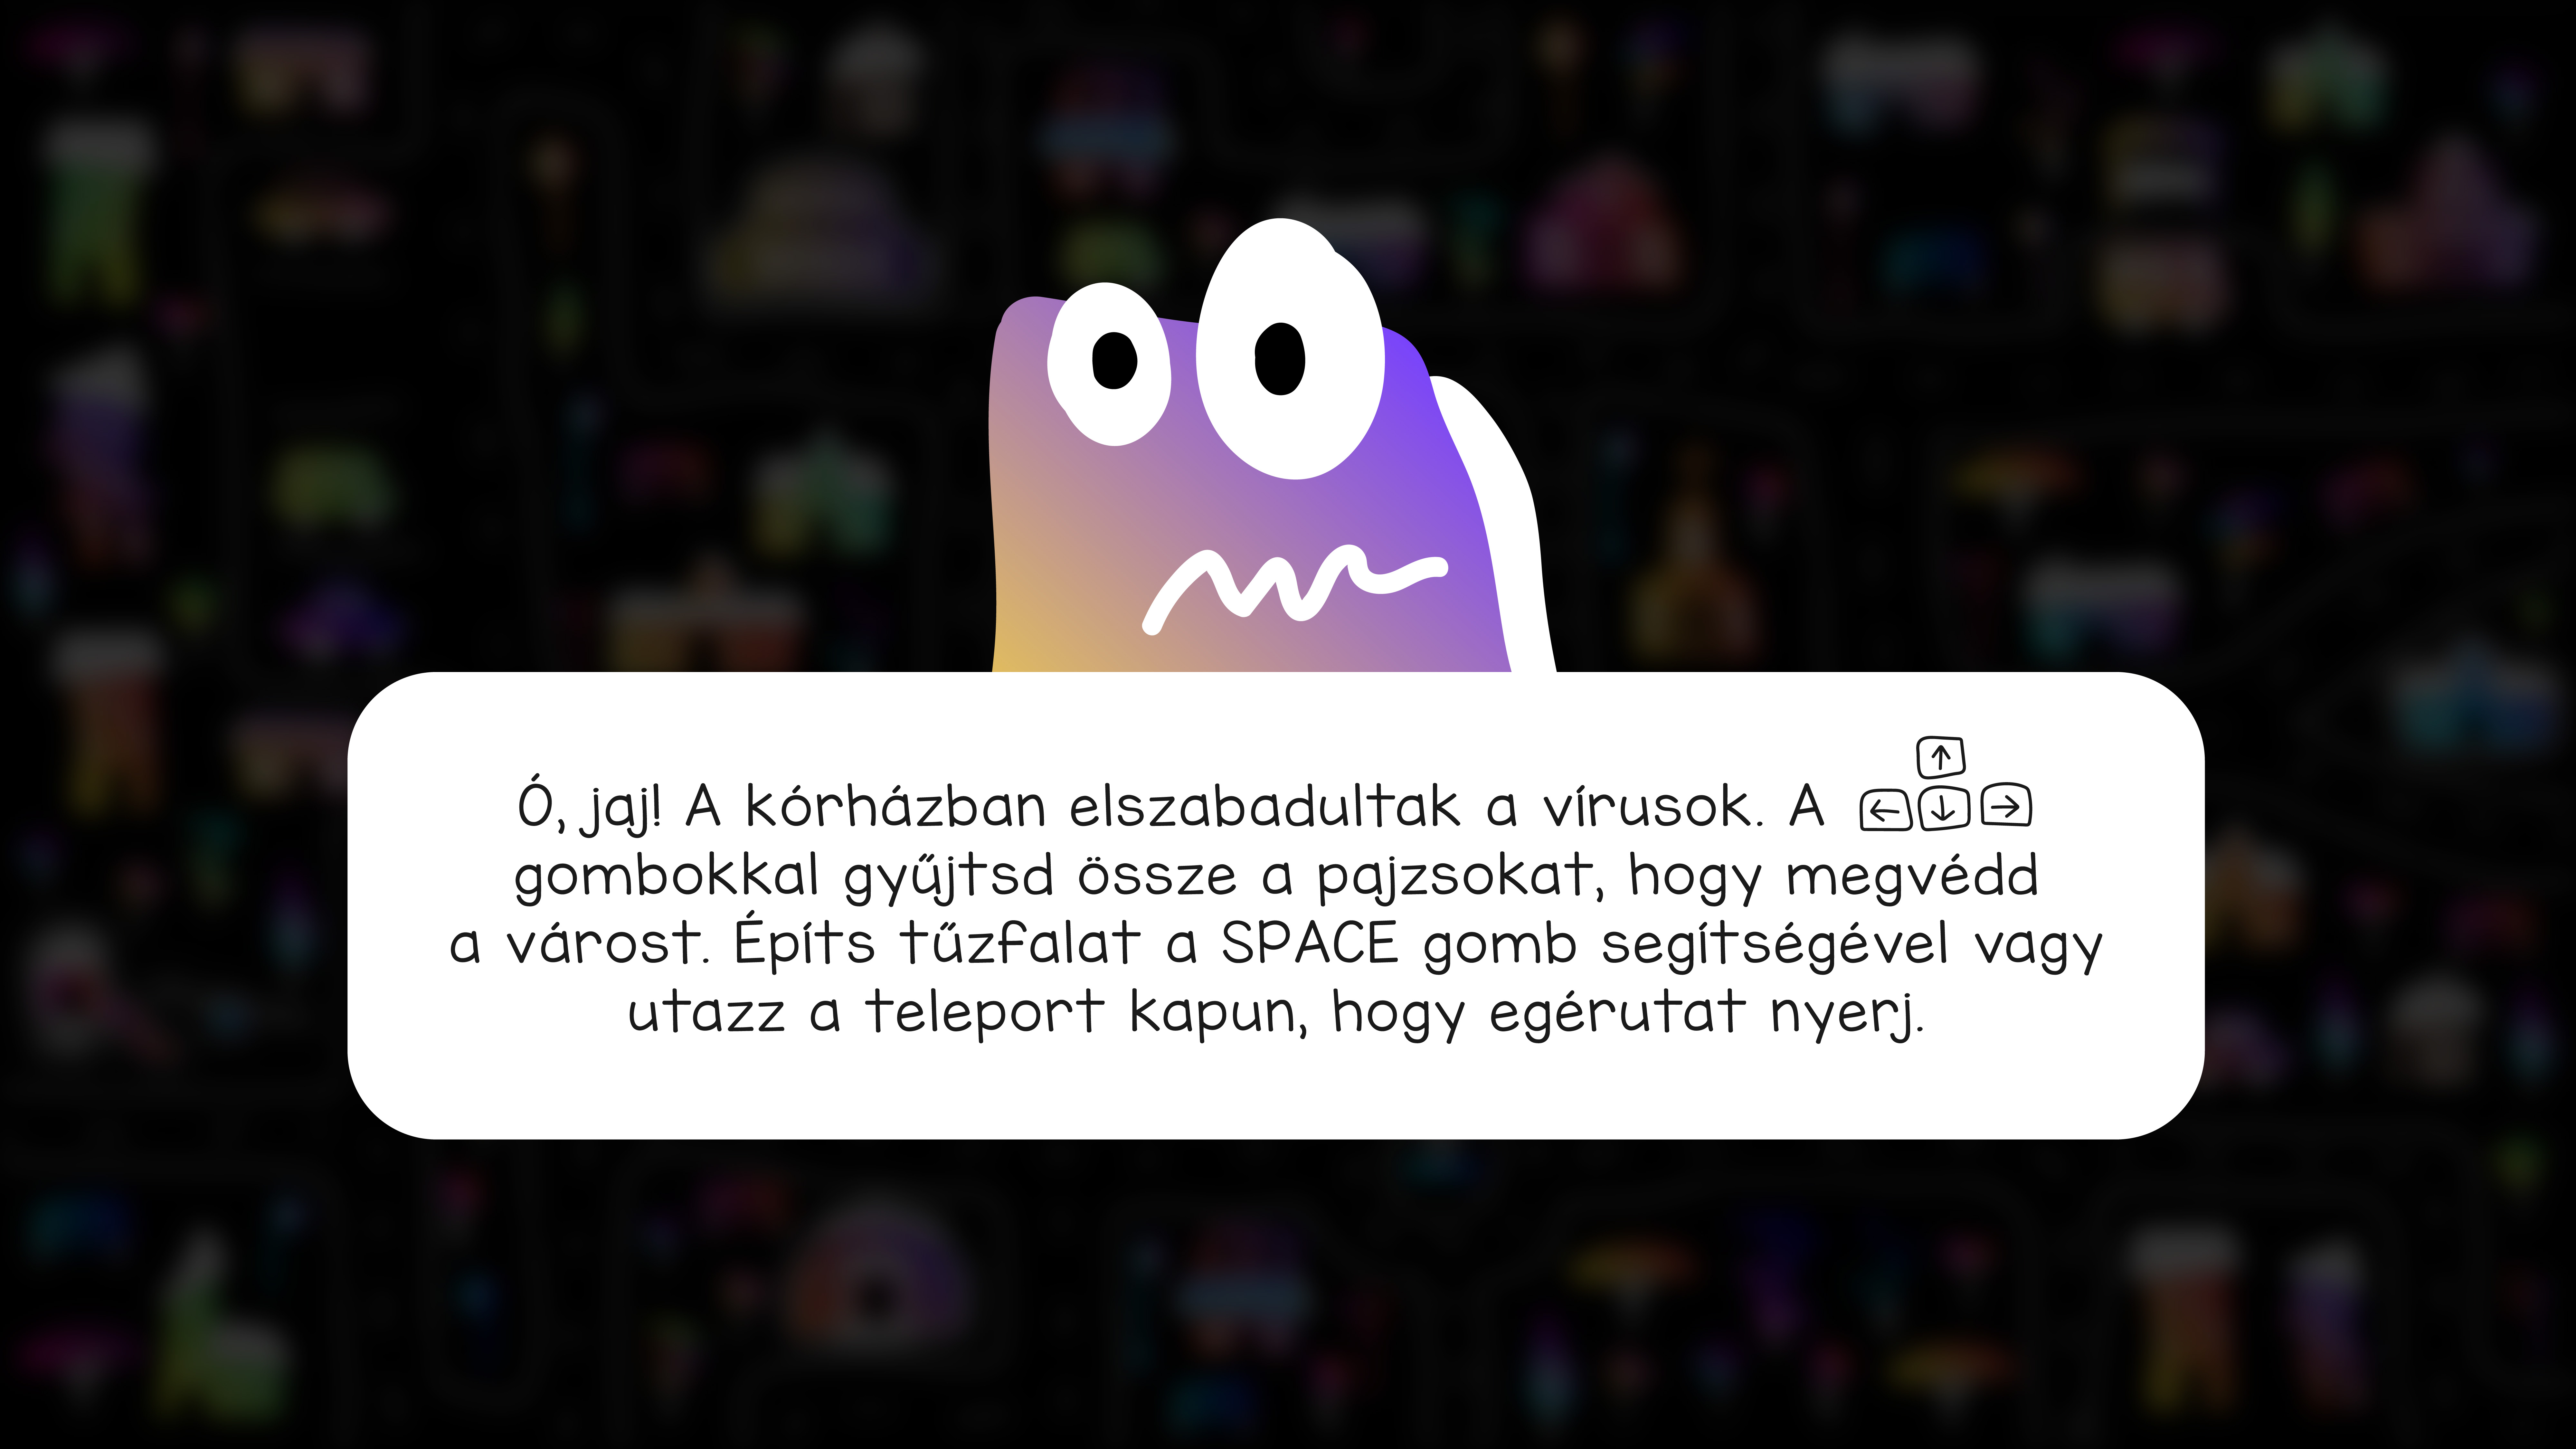 Ó, jaj! A kórházban elszabadultak a vírusok. A ↑ ← ↓ →
gombokkal gyűjtsd össze a pajzsokat, hogy megvédd
a várost. Építs tűzfalat a SPACE gomb segítségével vagy
utazz a teleport kapun, hogy egérutat nyerj.